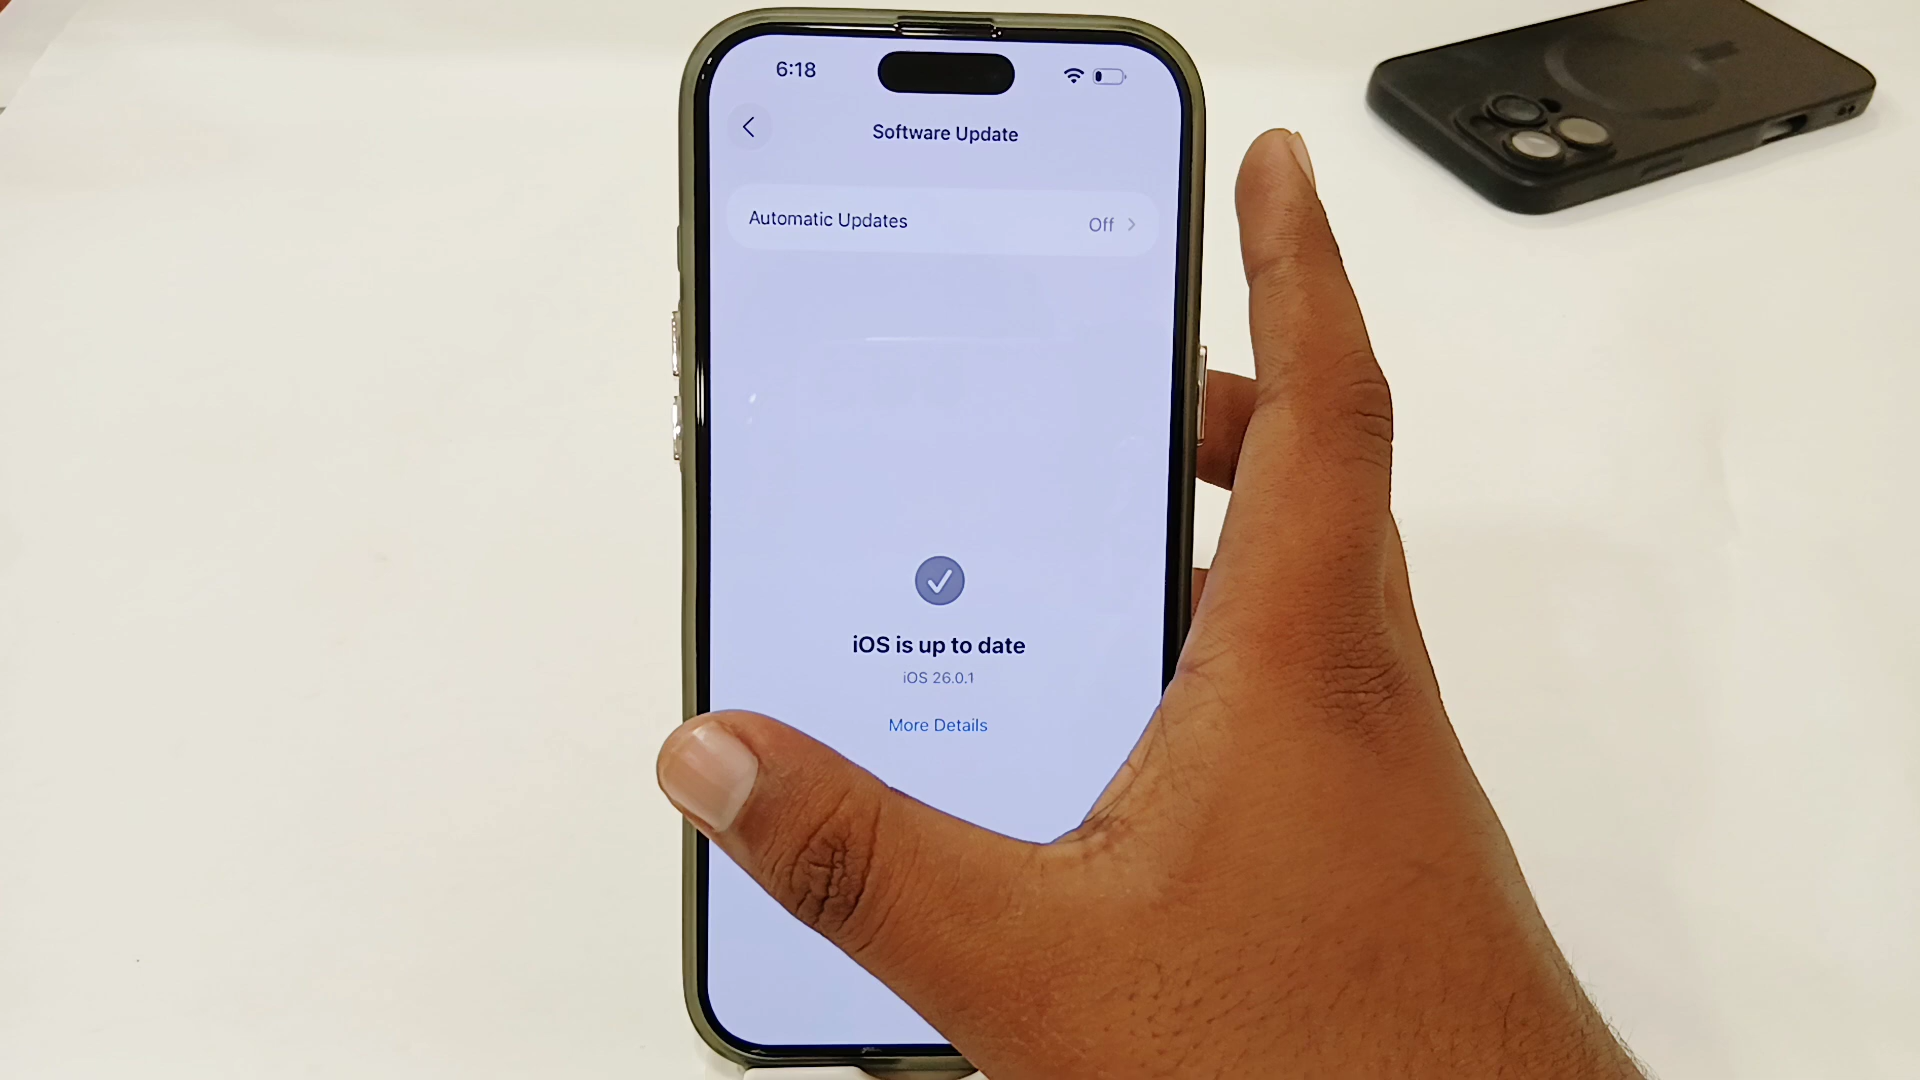 6:18
Software Update
Automatic Updates
Off
iOS is up to date
iOS 26.0.1
More Details